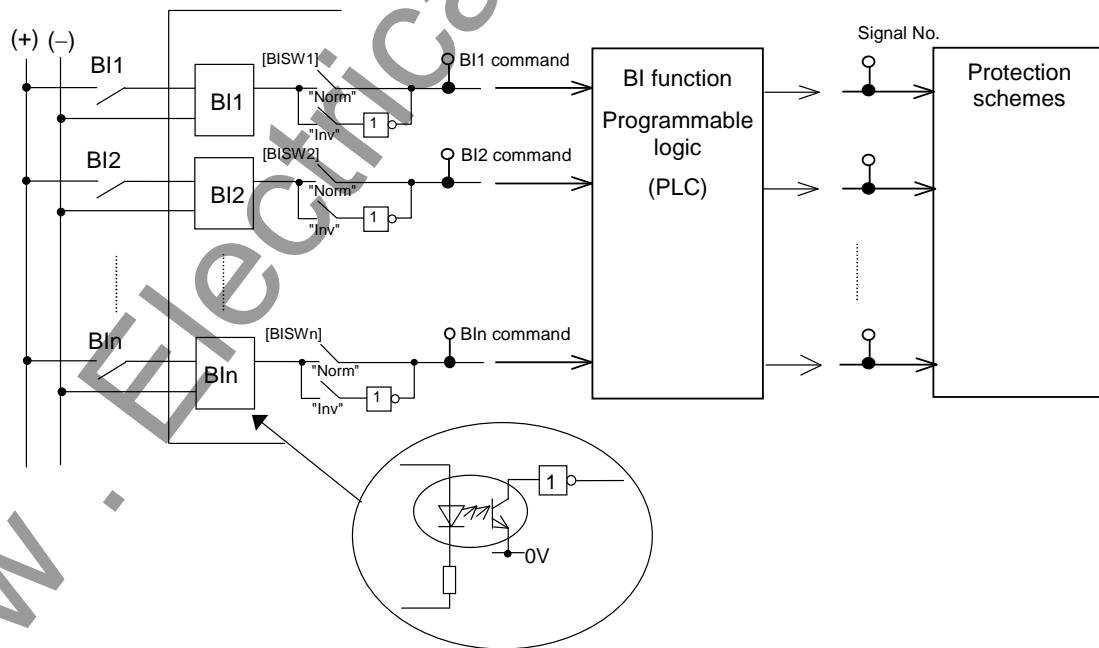 (+) (−)
BI1
BI1
[BISW1]
"Norm"
"Inv"
1
BI1 command
BI2
BI2
[BISW2]
"Norm"
"Inv"
1
BI2 command
BIn
BIn
[BISWn]
"Norm"
"Inv"
1
BIn command
BI function
Programmable
logic
(PLC)
Signal No.
Protection
schemes
1
0V
w . Electrica